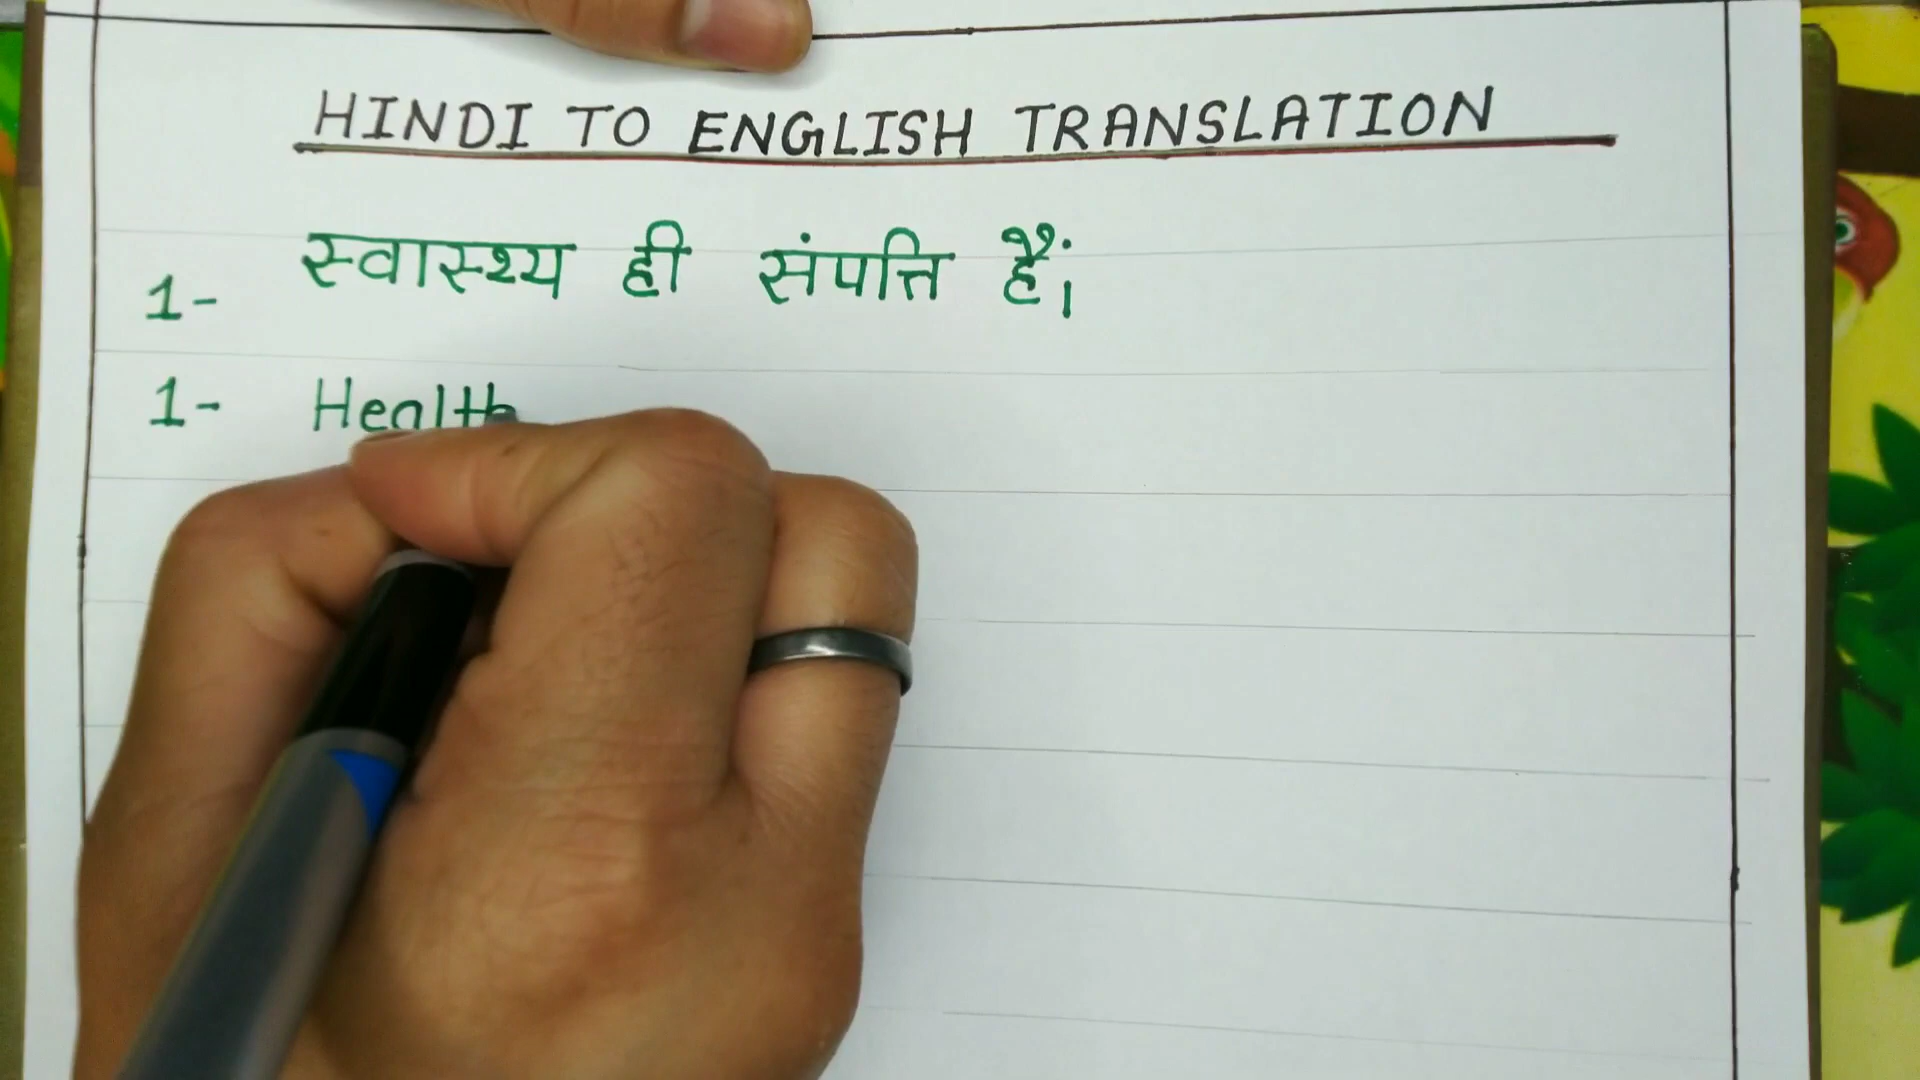 HINDI TO ENGLISH TRANSLATION
1- स्वास्थ्य ही संपत्ति हैं।
1- Health